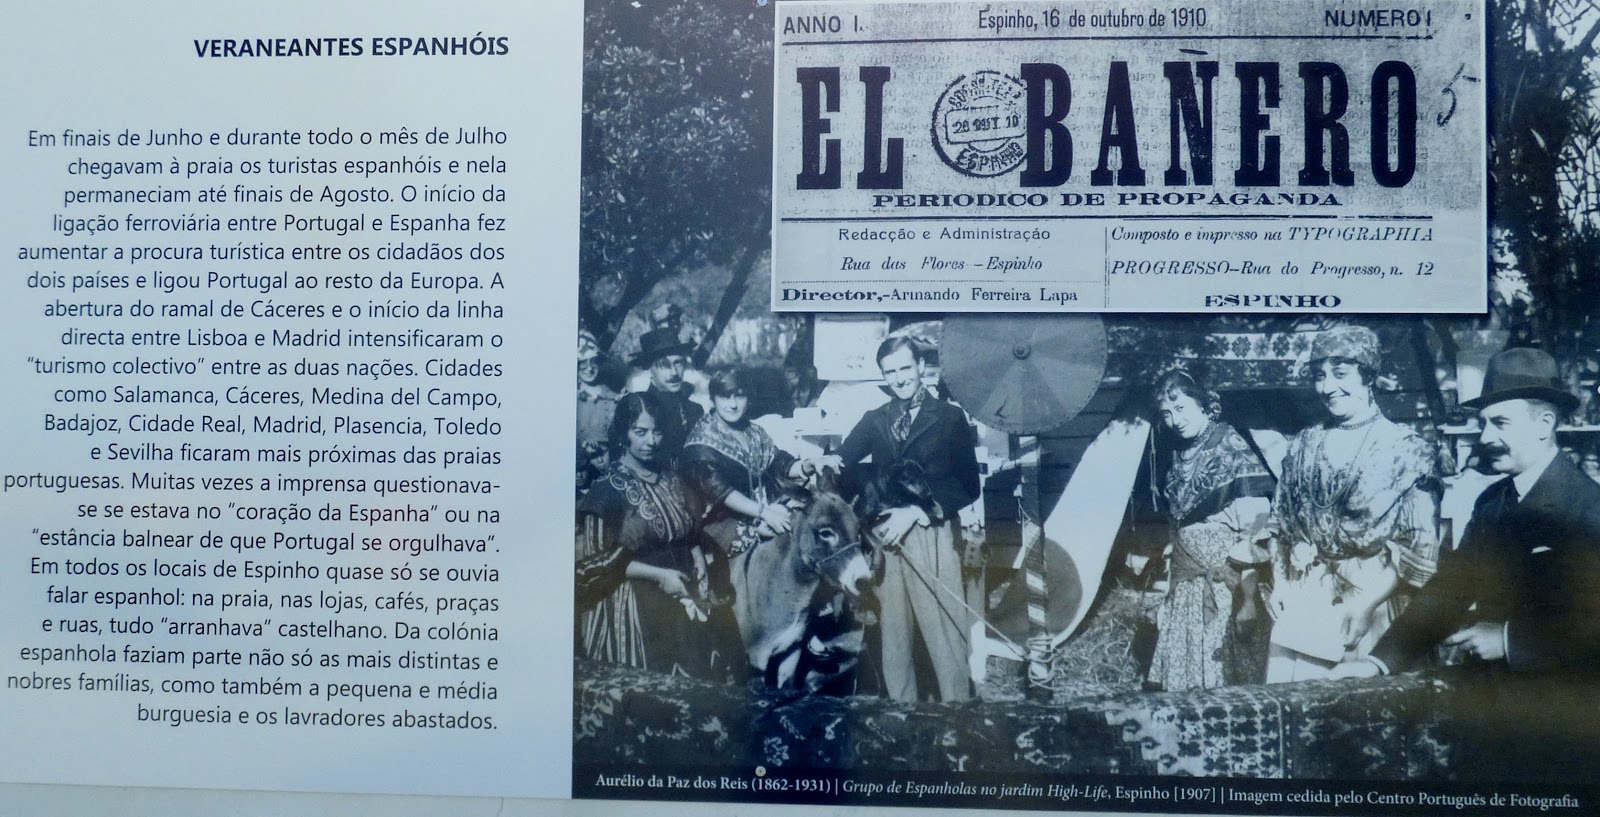 VERANEANTES ESPANHÓIS
Em finais de Junho e durante todo o mês de Julho
chegavam à praia os turistas espanhóis e nela
permaneciam até finais de Agosto. O início da
ligação ferroviária entre Portugal e Espanha fez
aumentar a procura turística entre os cidadãos dos
dois países e ligou Portugal ao resto da Europa. A
abertura do ramal de Cáceres e o início da linha
directa entre Lisboa e Madrid intensificaram o
“turismo colectivo” entre as duas nações. Cidades
como Salamanca, Cáceres, Medina del Campo,
Badajoz, Cidade Real, Madrid, Plasencia, Toledo
e Sevilha ficaram mais próximas das praias
portuguesas. Muitas vezes a imprensa questionava-
se se estava no “coração da Espanha” ou na
“estância balnear de que Portugal se orgulhava”.
Em todos os locais de Espinho quase só se ouvia
falar espanhol: na praia, nas lojas, cafés, praças
e ruas, tudo “arranhava” castelhano. Da colónia
espanhola faziam parte não só as mais distintas e
nobres famílias, como também a pequena e média
burguesia e os lavradores abastados.
ANNO I. Espinho, 16 de outubro de 1910 NUMERO I
EL BAÑERO
ESPINHO
PERIODICO DE PROPAGANDA
Redacção e Administração
Rua das Flores – Espinho
Director,-Armando Ferreira Lapa
Composto e impresso na TYPOGRAPHIA
PROGRESSO–Rua do Progresso, n. 12
ESPINHO
Aurélio da Paz dos Reis (1862-1931) | Grupo de Espanholas no jardim High-Life, Espinho [1907] | Imagem cedida pelo Centro Português de Fotografia